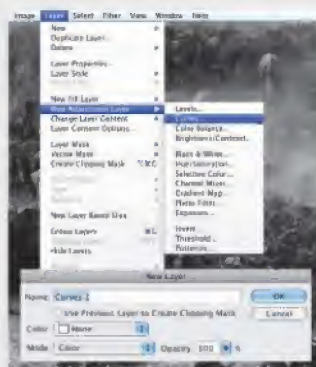 Image Layer Select Filter View Window Help
New
Duplicate Layer...
Delete
Layer Properties...
Layer Style
New Fill Layer
New Adjustment Layer
Change Layer Content
Layer Content Options...
Layer Mask
Vector Mask
Create Clipping Mask
New Layer Based Slice
Group Layers
Hide Layers
Levels...
Curves...
Color Balance...
Brightness/Contrast...
Black & White...
Hue/Saturation...
Selective Color...
Channel Mixer...
Gradient Map...
Photo Filter...
Exposure...
Invert
Threshold...
Posterize...
New Layer
Name: Curves 1
OK
Use Previous Layer to Create Clipping Mask
Cancel
Color: None
Mode: Color
Opacity: 100 %